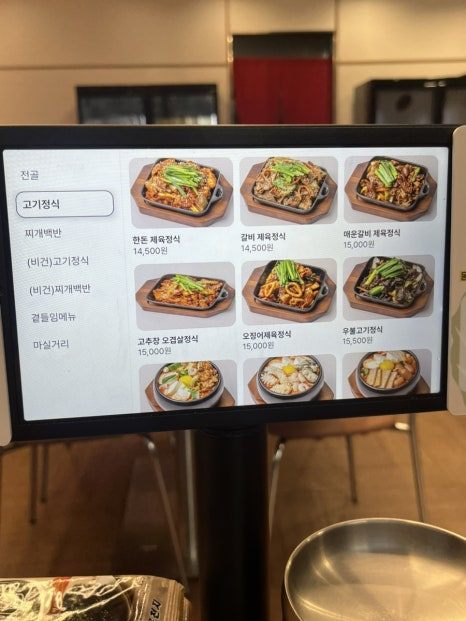 전골
고기정식
찌개백반
(비건)고기정식
(비건)찌개백반
곁들임메뉴
마실거리
한돈 제육정식
14,500원
갈비 제육정식
14,500원
매운갈비 제육정식
15,000원
고추장 오겹살정식
15,000원
오징어제육정식
15,000원
우불고기정식
15,500원